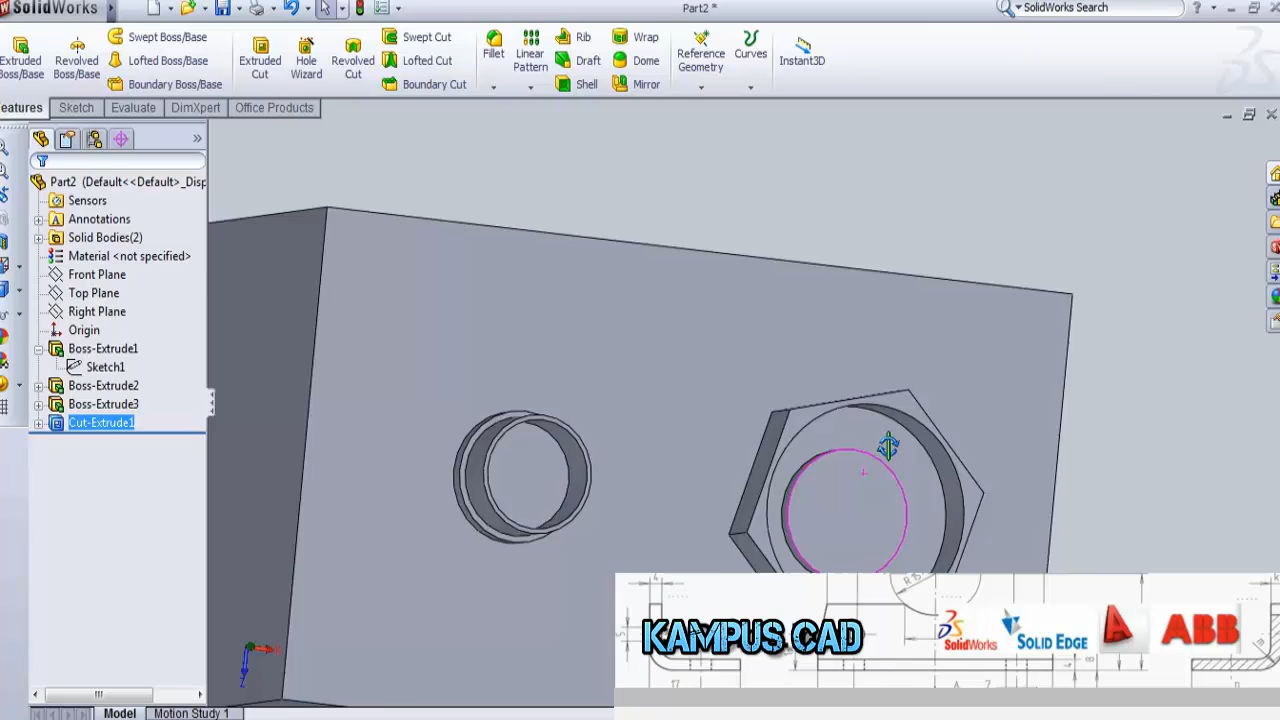 SolidWorks
Part2 *
SolidWorks Search
Extruded Boss/Base
Revolved Boss/Base
Swept Boss/Base
Lofted Boss/Base
Boundary Boss/Base
Extruded Cut
Hole Wizard
Revolved Cut
Swept Cut
Lofted Cut
Boundary Cut
Fillet
Linear Pattern
Rib
Draft
Shell
Wrap
Dome
Mirror
Reference Geometry
Curves
Instant3D
eatures
Sketch
Evaluate
DimXpert
Office Products
Part2 (Default<<Default>_Disp
Sensors
Annotations
Solid Bodies(2)
Material <not specified>
Front Plane
Top Plane
Right Plane
Origin
Boss-Extrude1
Sketch1
Boss-Extrude2
Boss-Extrude3
Cut-Extrude1
Z
KAMPUS CAD
SolidWorks
SOLID EDGE
ABB
17
Model
Motion Study 1